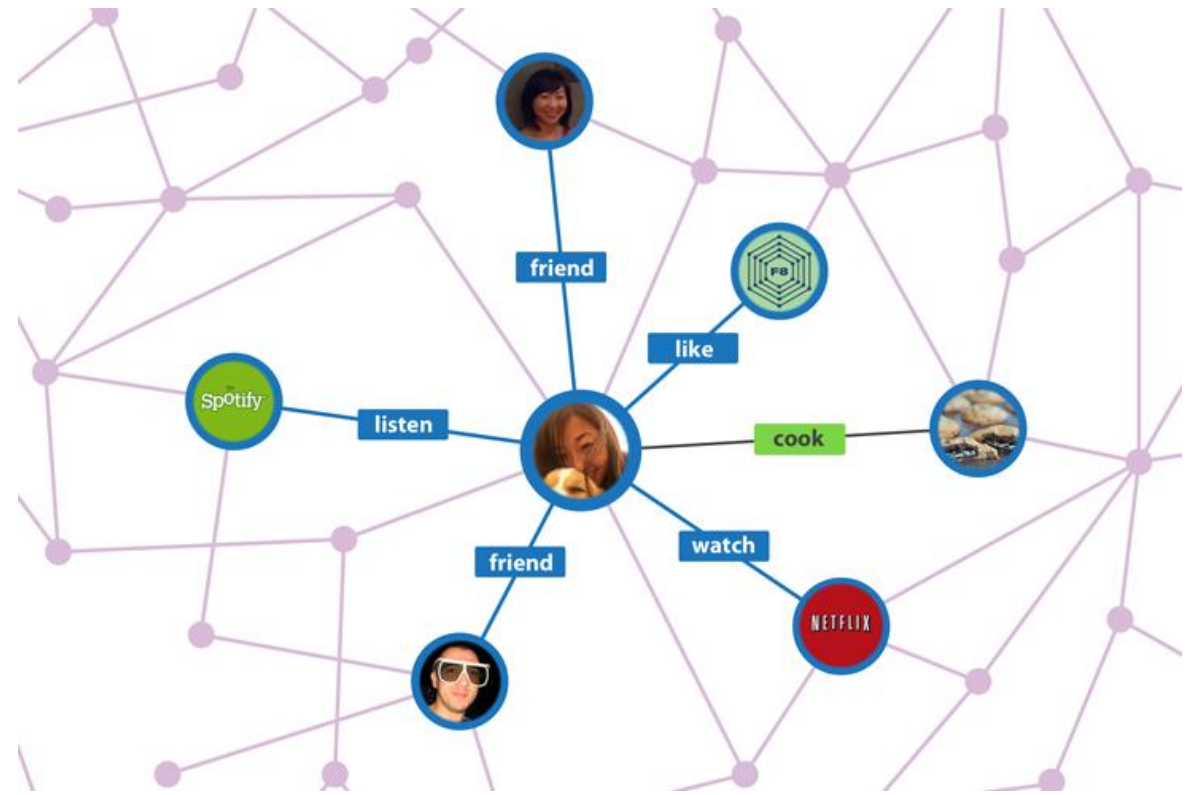 friend
F8
like
Spotify
listen
cook
watch
friend
NETFLIX